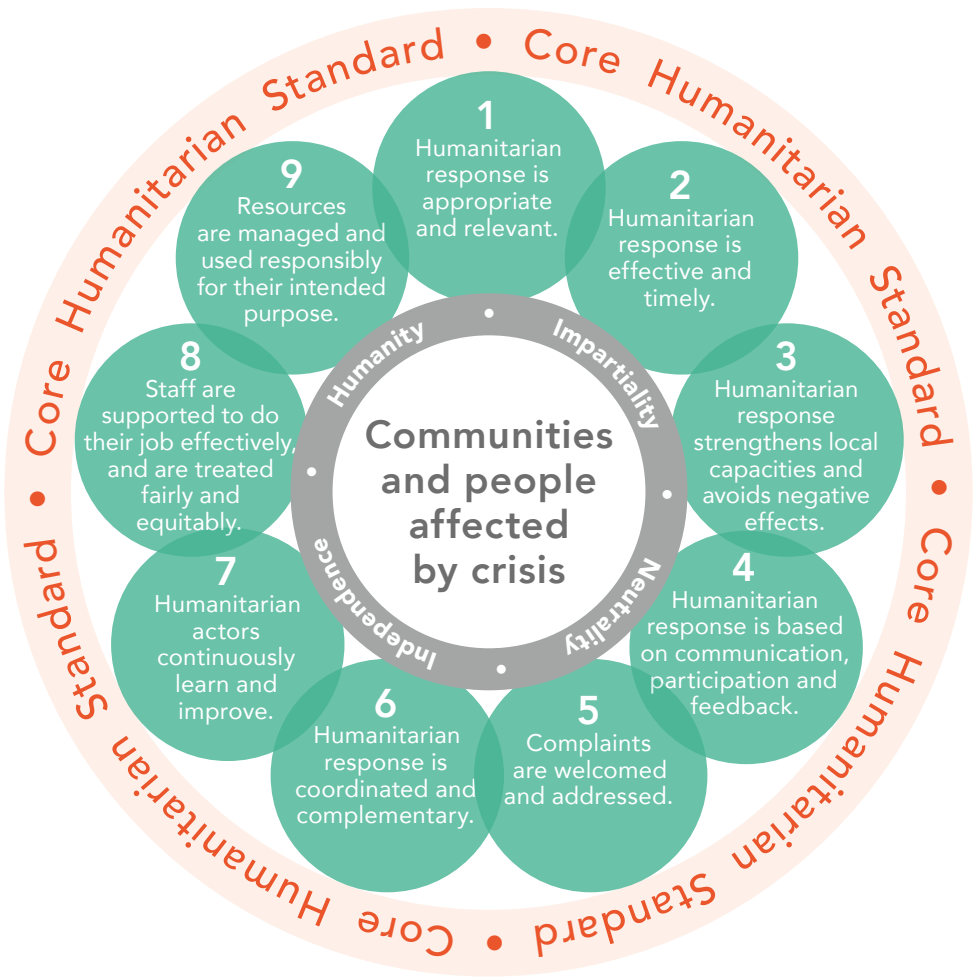 Core Humanitarian Standard • Core Humanitarian Standard • Core Humanitarian Standard • Core Humanitarian Standard •
1
Humanitarian
response is
appropriate
and relevant.
2
Humanitarian
response is
effective and
timely.
3
Humanitarian
response
strengthens local
capacities and
avoids negative
effects.
4
Humanitarian
response is based
on communication,
participation and
feedback.
5
Complaints
are welcomed
and addressed.
6
Humanitarian
response is
coordinated and
complementary.
7
Humanitarian
actors
continuously
learn and
improve.
8
Staff are
supported to do
their job effectively,
and are treated
fairly and
equitably.
9
Resources
are managed and
used responsibly
for their intended
purpose.
Humanity • Impartiality • Neutrality • Independence •
Communities
and people
affected
by crisis